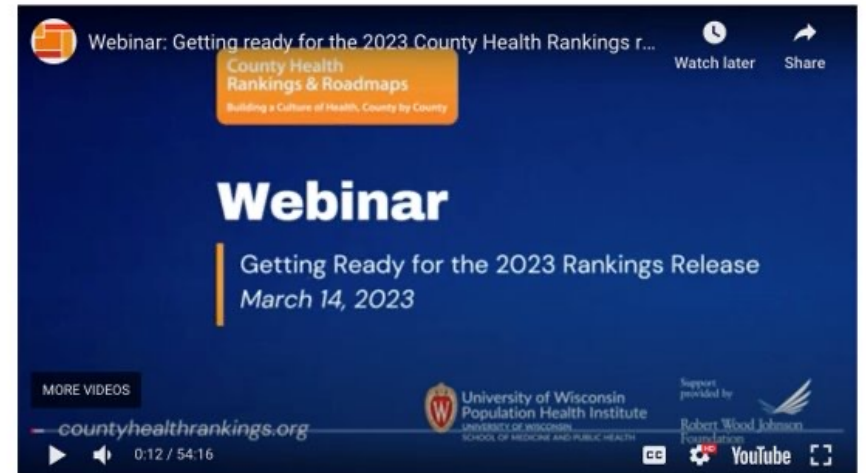 Webinar: Getting ready for the 2023 County Health Rankings r...
Watch later
Share
County Health
Rankings & Roadmaps
Building a Culture of Health, County by County
Webinar
Getting Ready for the 2023 Rankings Release
March 14, 2023
MORE VIDEOS
countyhealthrankings.org
University of Wisconsin
Population Health Institute
UNIVERSITY OF WISCONSIN
SCHOOL OF MEDICINE AND PUBLIC HEALTH
Support
provided by
Robert Wood Johnson
Foundation
0:12 / 54:16
CC
HD
YouTube